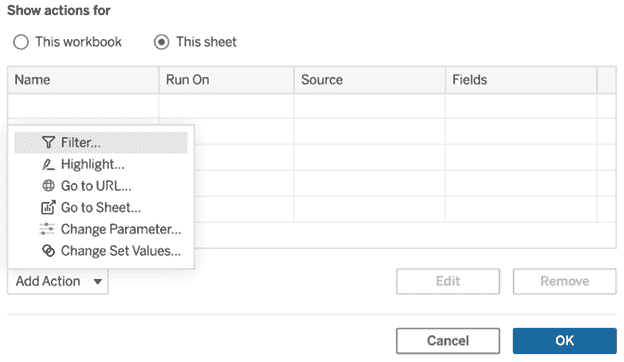 Show actions for
This workbook This sheet
Name Run On Source Fields
Filter...
Highlight...
Go to URL...
Go to Sheet...
Change Parameter...
Change Set Values...
Add Action Edit Remove
Cancel OK